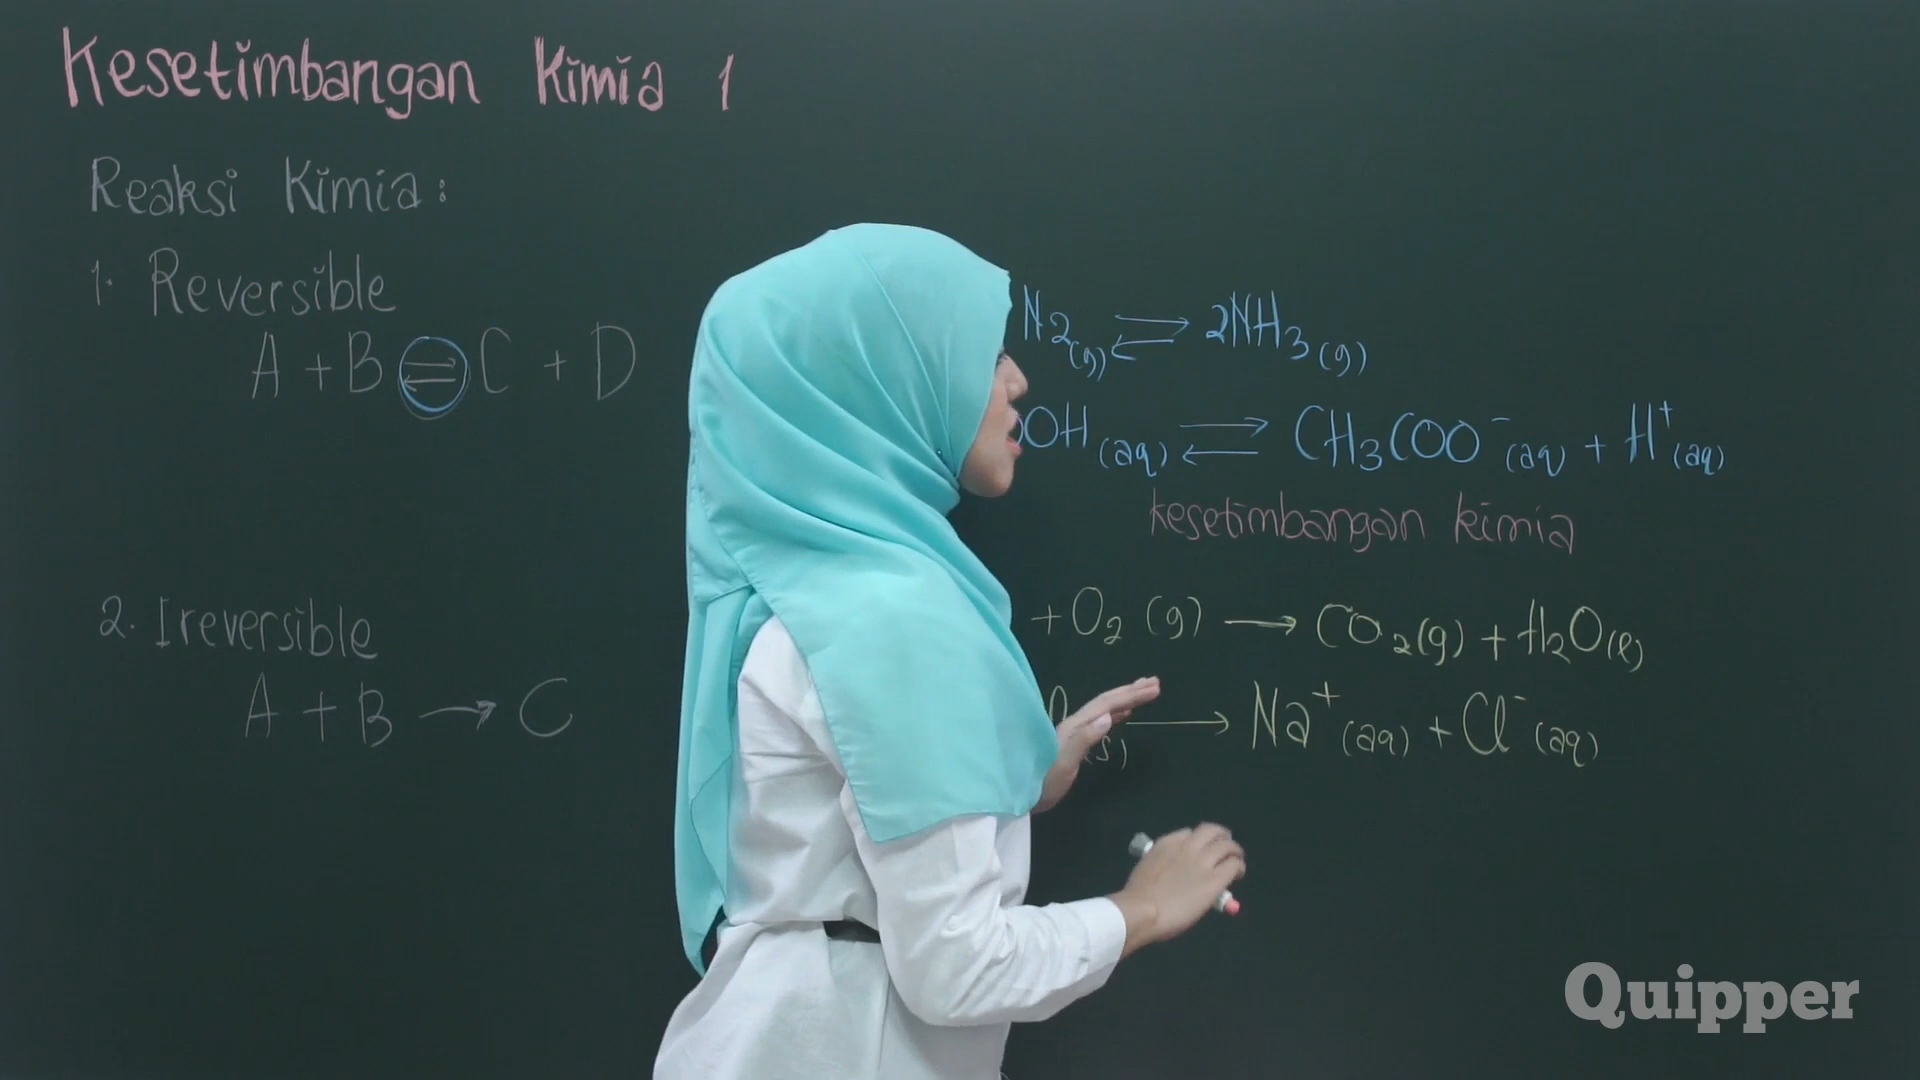 Kesetimbangan Kimia 1
Reaksi Kimia:
1. Reversible
A + B ⇌ C + D
N₂(g) ⇌ 2NH₃(g)
OH(aq) ⇌ CH₃COO⁻(aq) + H⁺(aq)
kesetimbangan kimia
2. Ireversible
+ O₂(g) → CO₂(g) + H₂O(l)
A + B → C
(s) → Na⁺(aq) + Cl⁻(aq)
Quipper